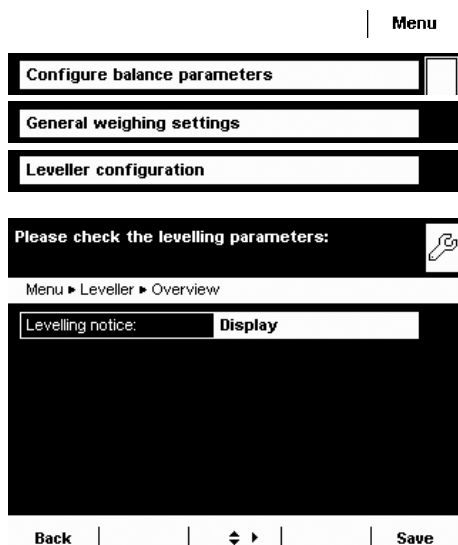 Menu
Configure balance parameters
General weighing settings
Leveller configuration
Please check the levelling parameters:
Menu ▸ Leveller ▸ Overview
Levelling notice: Display
Back Save